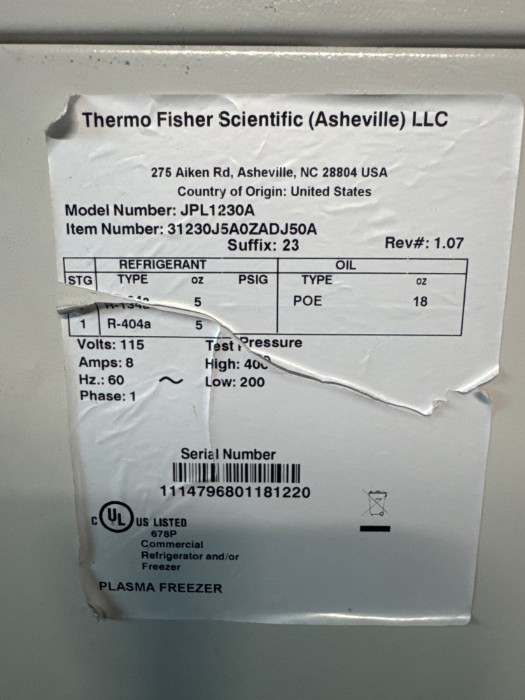 Thermo Fisher Scientific (Asheville) LLC
275 Aiken Rd, Asheville, NC 28804 USA
Country of Origin: United States
Model Number: JPL1230A
Item Number: 31230J5A0ZADJ50A
Suffix: 23 Rev#: 1.07
REFRIGERANT OIL
STG TYPE oz PSIG TYPE oz
5 POE 18
1 R-404a 5
Volts: 115 Test Pressure
Amps: 8 High: 400
Hz.: 60 ~ Low: 200
Phase: 1
Serial Number
1114796801181220
C UL US LISTED
678P
Commercial
Refrigerator and/or
Freezer
PLASMA FREEZER